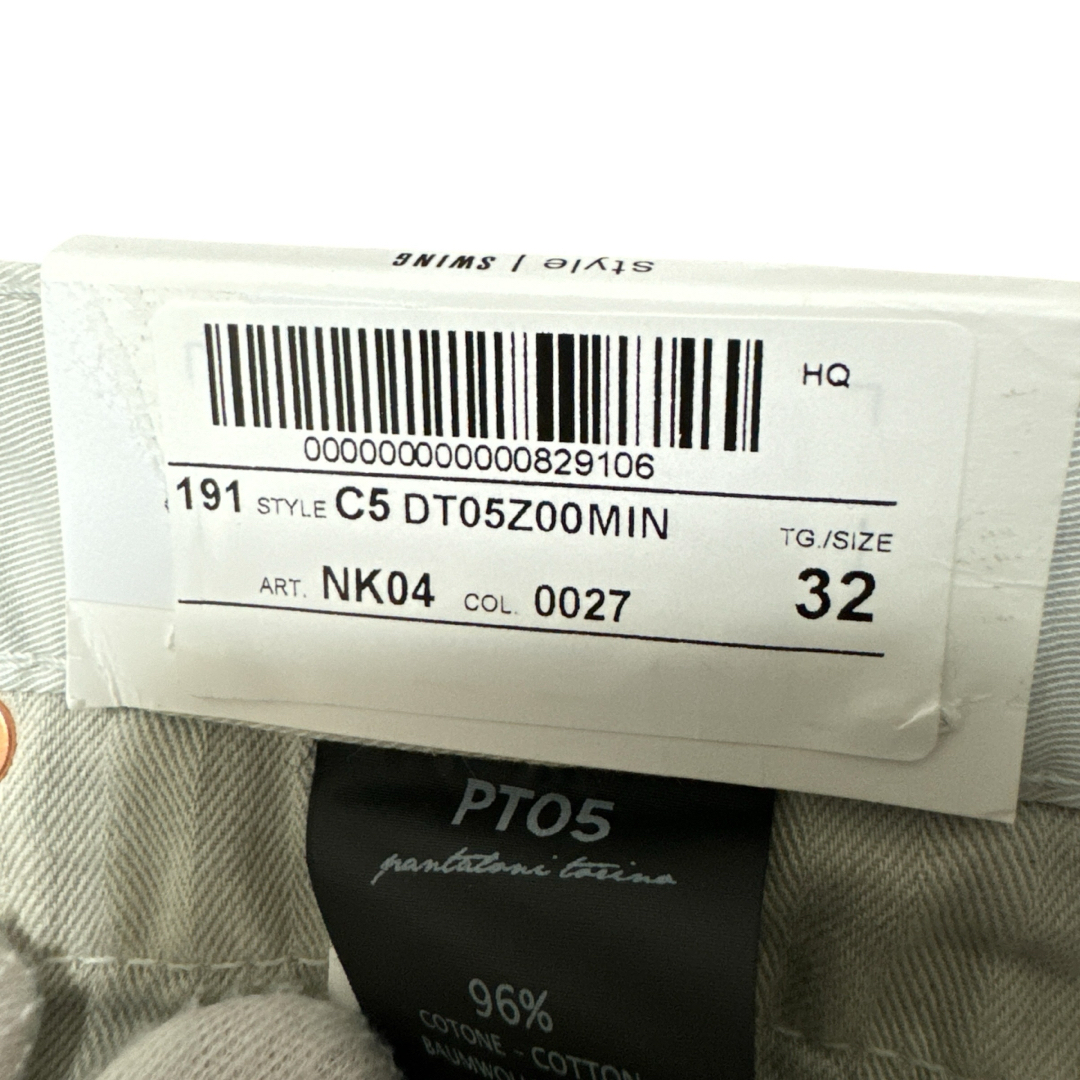 style | SWING
HQ
000000000000829106
191 STYLE C5 DT05Z00MIN
TG./SIZE
ART. NK04 COL. 0027
32
PT05
pantaloni torino
96%
COTONE - COTTON